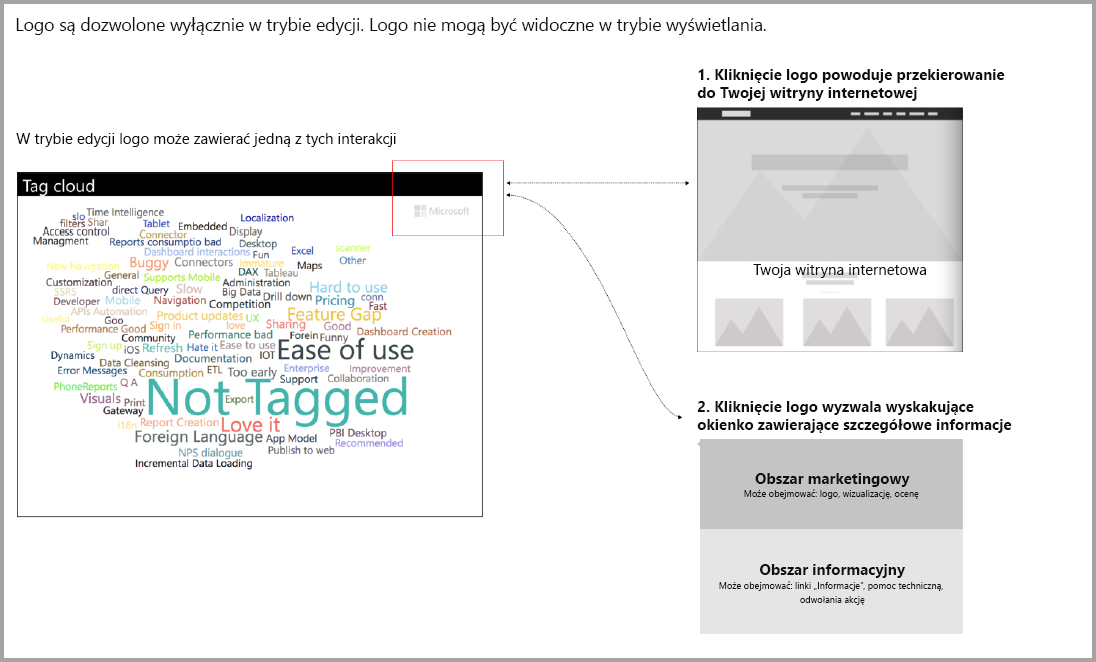 Logo są dozwolone wyłącznie w trybie edycji. Logo nie mogą być widoczne w trybie wyświetlania.
W trybie edycji logo może zawierać jedną z tych interakcji
Tag cloud
Microsoft
slo Time Intelligence Localization
filters Shar Tablet Embedded
Access control Connector Display
Managment Reports consumptio bad Desktop
Dashboard interactions Fun Excel scanner
New Navigation Buggy Connectors Immature Maps Other
General Supports Mobile DAX Tableau
Customization Administration Hard to use
SSRS direct Query Slow Big Data Drill down Pricing conn
Developer Mobile Navigation Competition Fast
APIs Automation Product updates UX Feature Gap
Useful Goo Sign in love Sharing Good
Performance Good Performance bad Forein Funny Dashboard Creation
Community
Sign up iOS Refresh Hate it Ease to use Ease of use
Dynamics Data Cleansing Documentation IOT
Error Messages Consumption ETL Too early Enterprise Improvement
PhoneReports Q A Support Collaboration
Visuals Print Not Tagged Export
Gateway
i18n Report Creation Love it
Foreign Language App Model PBI Desktop
Recommended
NPS dialogue Publish to web
Incremental Data Loading
1. Kliknięcie logo powoduje przekierowanie
do Twojej witryny internetowej
Twoja witryna internetowa
2. Kliknięcie logo wyzwala wyskakujące
okienko zawierające szczegółowe informacje
Obszar marketingowy
Może obejmować: logo, wizualizację, ocenę
Obszar informacyjny
Może obejmować: linki „Informacje”, pomoc techniczną,
odwołania akcję